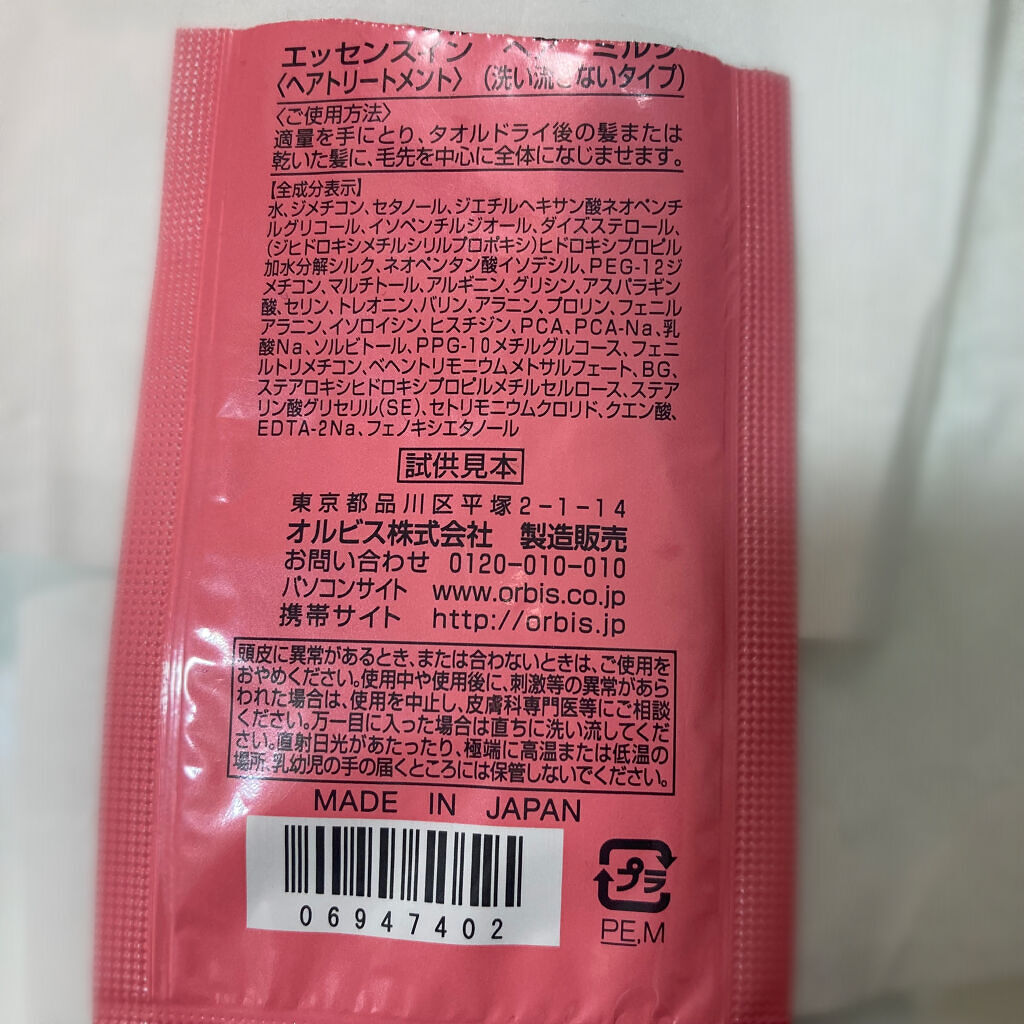 エッセンスイン ヘアミルク
〈ヘアトリートメント〉 (洗い流さないタイプ)
〈ご使用方法〉
適量を手にとり、タオルドライ後の髪または
乾いた髪に、毛先を中心に全体になじませます。
【全成分表示】
水、ジメチコン、セタノール、ジエチルヘキサン酸ネオペンチ
ルグリコール、イソペンチルジオール、ダイズステロール、
(ジヒドロキシメチルシリルプロポキシ)ヒドロキシプロピル
加水分解シルク、ネオペンタン酸イソデシル、PEG-12ジ
メチコン、マルチトール、アルギニン、グリシン、アスパラギン
酸、セリン、トレオニン、バリン、アラニン、プロリン、フェニル
アラニン、イソロイシン、ヒスチジン、PCA、PCA-Na、乳
酸Na、ソルビトール、PPG-10メチルグルコース、フェニ
ルトリメチコン、ベヘントリモニウムメトサルフェート、BG、
ステアロキシヒドロキシプロピルメチルセルロース、ステア
リン酸グリセリル(SE)、セトリモニウムクロリド、クエン酸、
EDTA-2Na、フェノキシエタノール
試供見本
東京都品川区平塚2-1-14
オルビス株式会社 製造販売
お問い合わせ 0120-010-010
パソコンサイト www.orbis.co.jp
携帯サイト http://orbis.jp
頭皮に異常があるとき、または合わないときは、ご使用を
おやめください。使用中や使用後に、刺激等の異常があら
われた場合は、使用を中止し、皮膚科専門医等にご相談
ください。万一目に入った場合は直ちに洗い流してくだ
さい。直射日光があたったり、極端に高温または低温の
場所、乳幼児の手の届くところには保管しないでください。
MADE IN JAPAN
06947402
プラ
PE,M